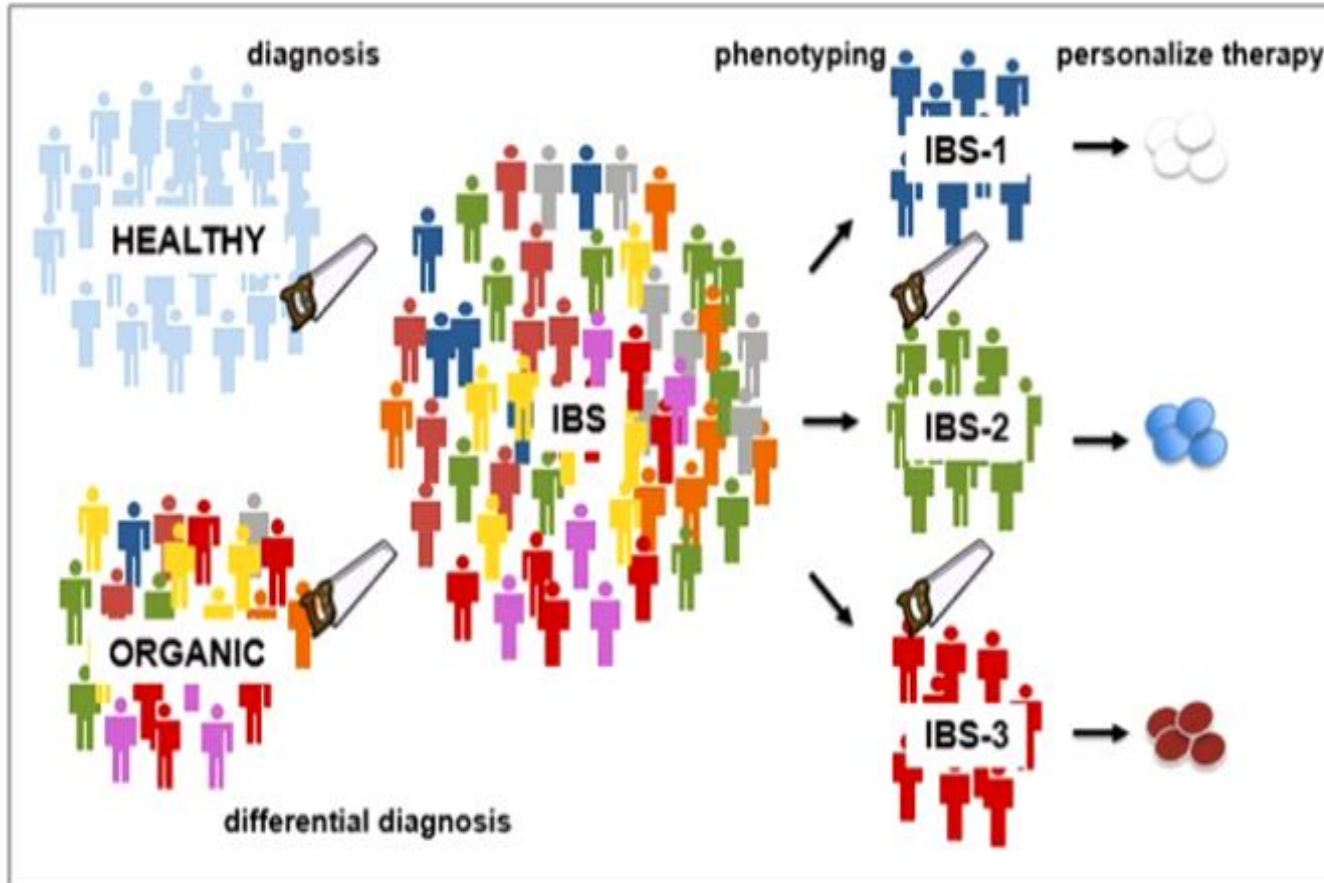 diagnosis
phenotyping
personalize therapy
HEALTHY
IBS
ORGANIC
differential diagnosis
IBS-1
IBS-2
IBS-3